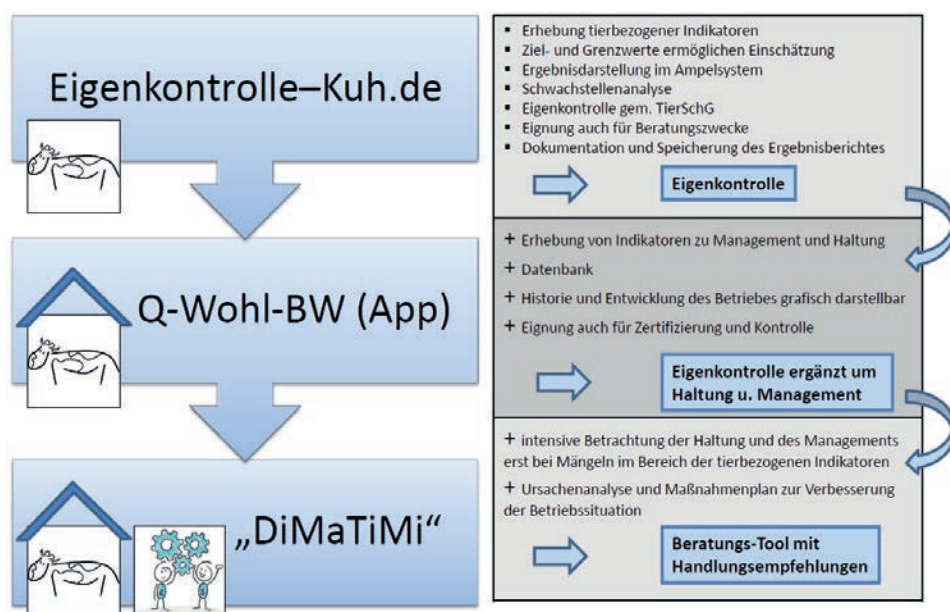 Eigenkontrolle–Kuh.de
▪ Erhebung tierbezogener Indikatoren
▪ Ziel- und Grenzwerte ermöglichen Einschätzung
▪ Ergebnisdarstellung im Ampelsystem
▪ Schwachstellenanalyse
▪ Eigenkontrolle gem. TierSchG
▪ Eignung auch für Beratungszwecke
▪ Dokumentation und Speicherung des Ergebnisberichtes
Eigenkontrolle
Q-Wohl-BW (App)
+ Erhebung von Indikatoren zu Management und Haltung
+ Datenbank
+ Historie und Entwicklung des Betriebes grafisch darstellbar
+ Eignung auch für Zertifizierung und Kontrolle
Eigenkontrolle ergänzt um
Haltung u. Management
„DiMaTiMi“
+ intensive Betrachtung der Haltung und des Managements
erst bei Mängeln im Bereich der tierbezogenen Indikatoren
+ Ursachenanalyse und Maßnahmenplan zur Verbesserung
der Betriebssituation
Beratungs-Tool mit
Handlungsempfehlungen